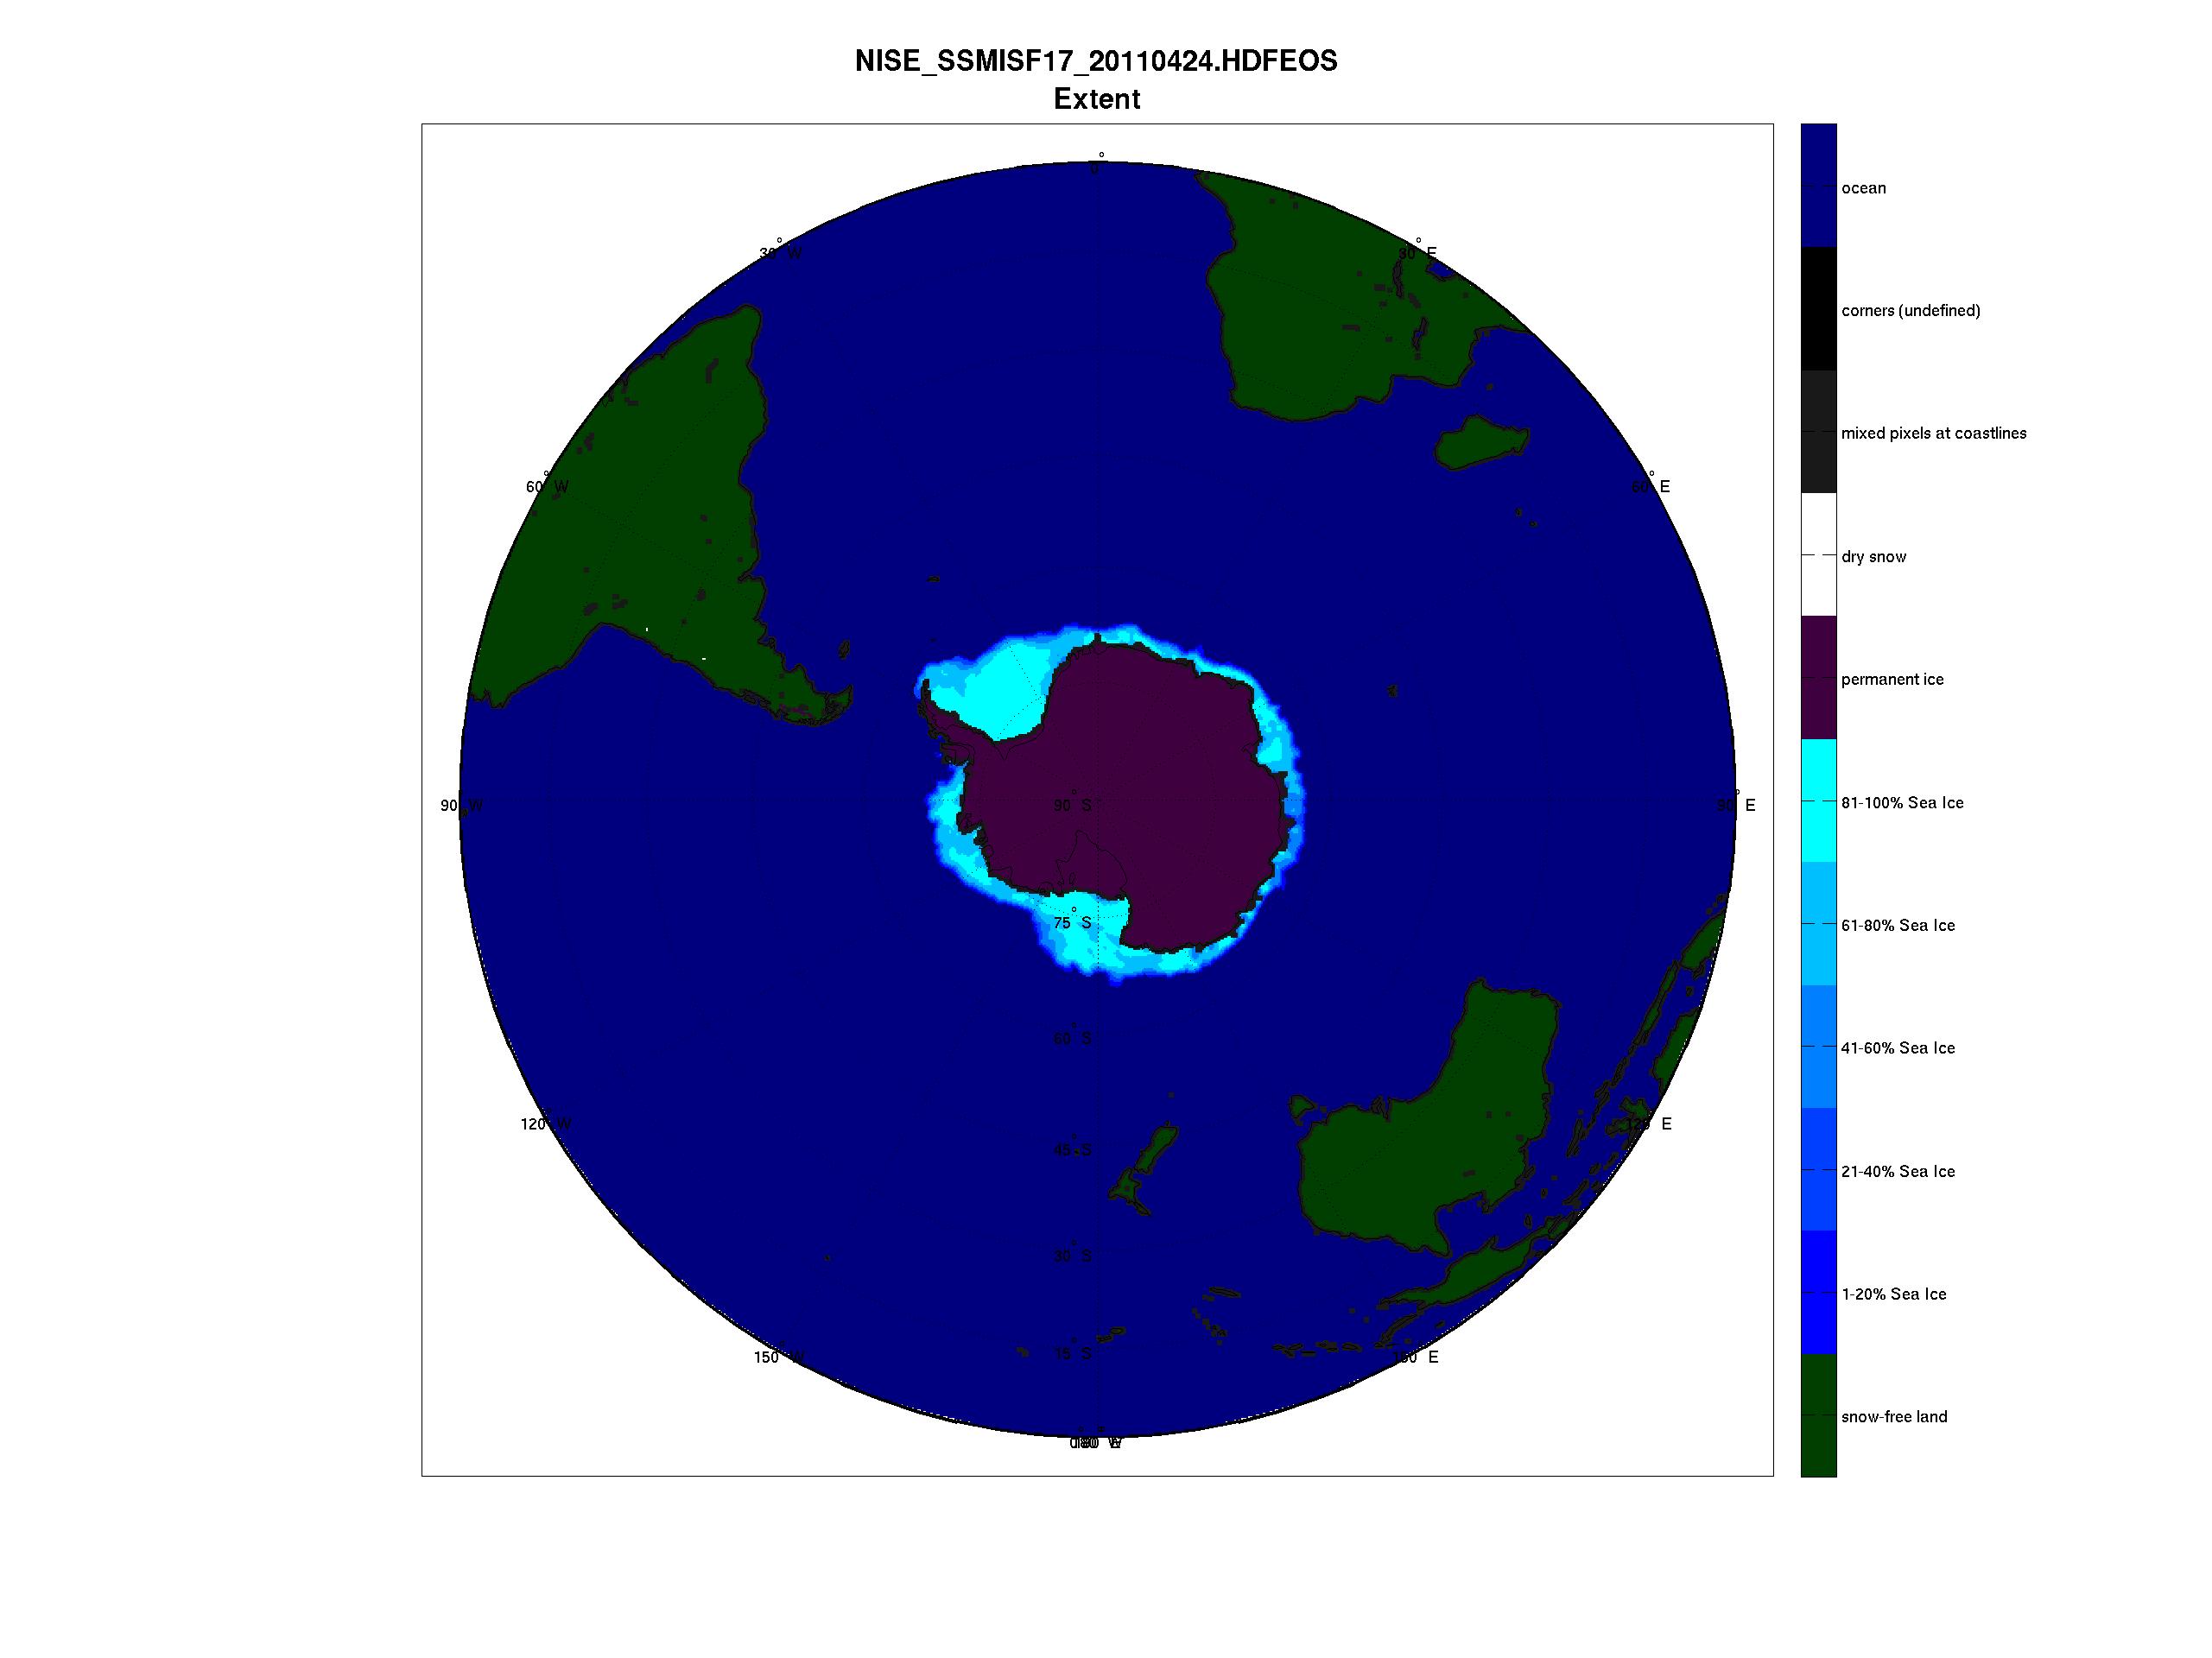 NISE_SSMISF17_20110424.HDFEOS
Extent
0°
30° W
30° E
60° W
60° E
90° W
90° S
90° E
75° S
60° S
120° W
120° E
45° S
30° S
150° W
15° S
150° E
ocean
corners (undefined)
mixed pixels at coastlines
dry snow
permanent ice
81-100% Sea Ice
61-80% Sea Ice
41-60% Sea Ice
21-40% Sea Ice
1-20% Sea Ice
snow-free land